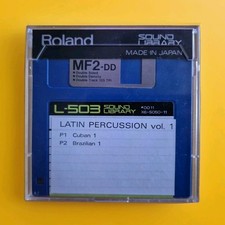 Roland SOUND LIBRARY
MADE IN JAPAN
MF2-DD
L-503 SOUND LIBRARY
LATIN PERCUSSION vol. 1
P1 Cuban 1
P2 Brazilian 1